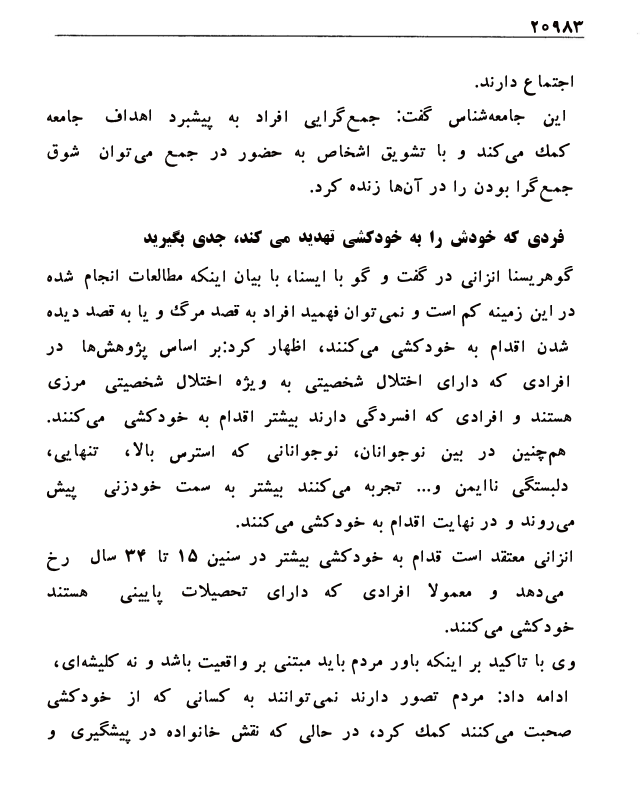 ۲۰۹۸۳
اجتماع دارند.
این جامعه‌شناس گفت: جمع‌گرایی افراد به پیشبرد اهداف جامعه
کمك می‌کند و با تشویق اشخاص به حضور در جمع می‌توان شوق
جمع‌گرا بودن را در آن‌ها زنده کرد.
فردی که خودش را به خودکشی تهدید می کند، جدی بگیرید
گوهریسنا انزانی در گفت و گو با ایسنا، با بیان اینکه مطالعات انجام شده
در این زمینه کم است و نمی‌توان فهمید افراد به قصد مرگ و یا به قصد دیده
شدن اقدام به خودکشی می‌کنند، اظهار کرد:بر اساس پژوهش‌ها در
افرادی که دارای اختلال شخصیتی به ویژه اختلال شخصیتی مرزی
هستند و افرادی که افسردگی دارند بیشتر اقدام به خودکشی می‌کنند.
هم‌چنین در بین نوجوانان، نوجوانانی که استرس بالا، تنهایی،
دلبستگی ناایمن و... تجربه می‌کنند بیشتر به سمت خودزنی پیش
می‌روند و در نهایت اقدام به خودکشی می‌کنند.
انزانی معتقد است قدام به خودکشی بیشتر در سنین ۱۵ تا ۳۴ سال رخ
می‌دهد و معمولا افرادی که دارای تحصیلات پایینی هستند
خودکشی می‌کنند.
وی با تاکید بر اینکه باور مردم باید مبتنی بر واقعیت باشد و نه کلیشه‌ای،
ادامه داد: مردم تصور دارند نمی‌توانند به کسانی که از خودکشی
صحبت می‌کنند کمك کرد، در حالی که نقش خانواده در پیشگیری و